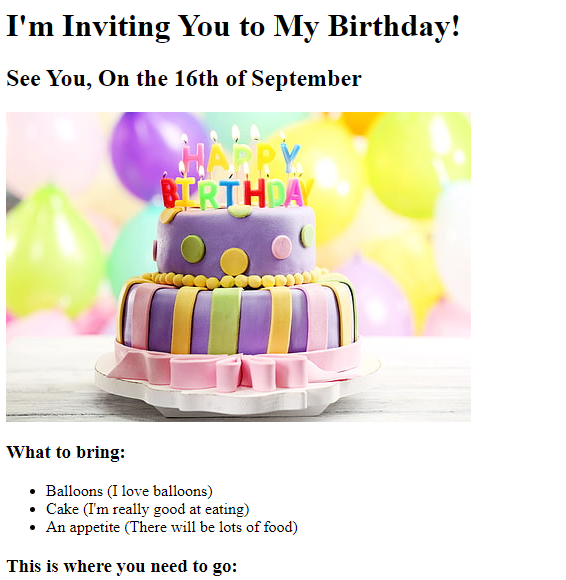 I'm Inviting You to My Birthday!
See You, On the 16th of September
HAPPY
BIRTHDAY
What to bring:
Balloons (I love balloons)
Cake (I'm really good at eating)
An appetite (There will be lots of food)
This is where you need to go: